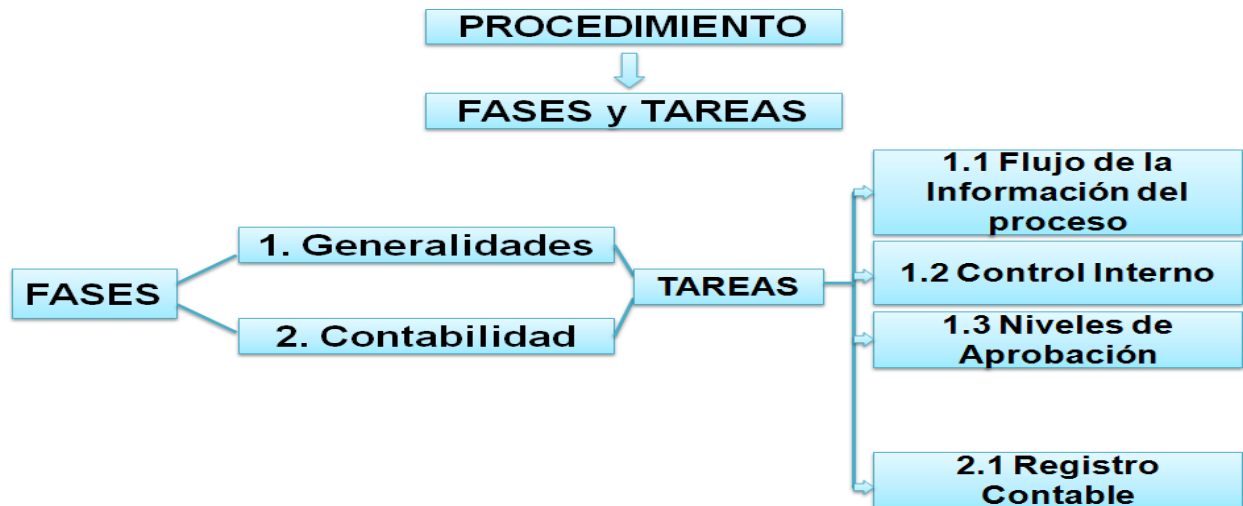 PROCEDIMIENTO
FASES y TAREAS
FASES
1. Generalidades
2. Contabilidad
TAREAS
1.1 Flujo de la
Información del
proceso
1.2 Control Interno
1.3 Niveles de
Aprobación
2.1 Registro
Contable